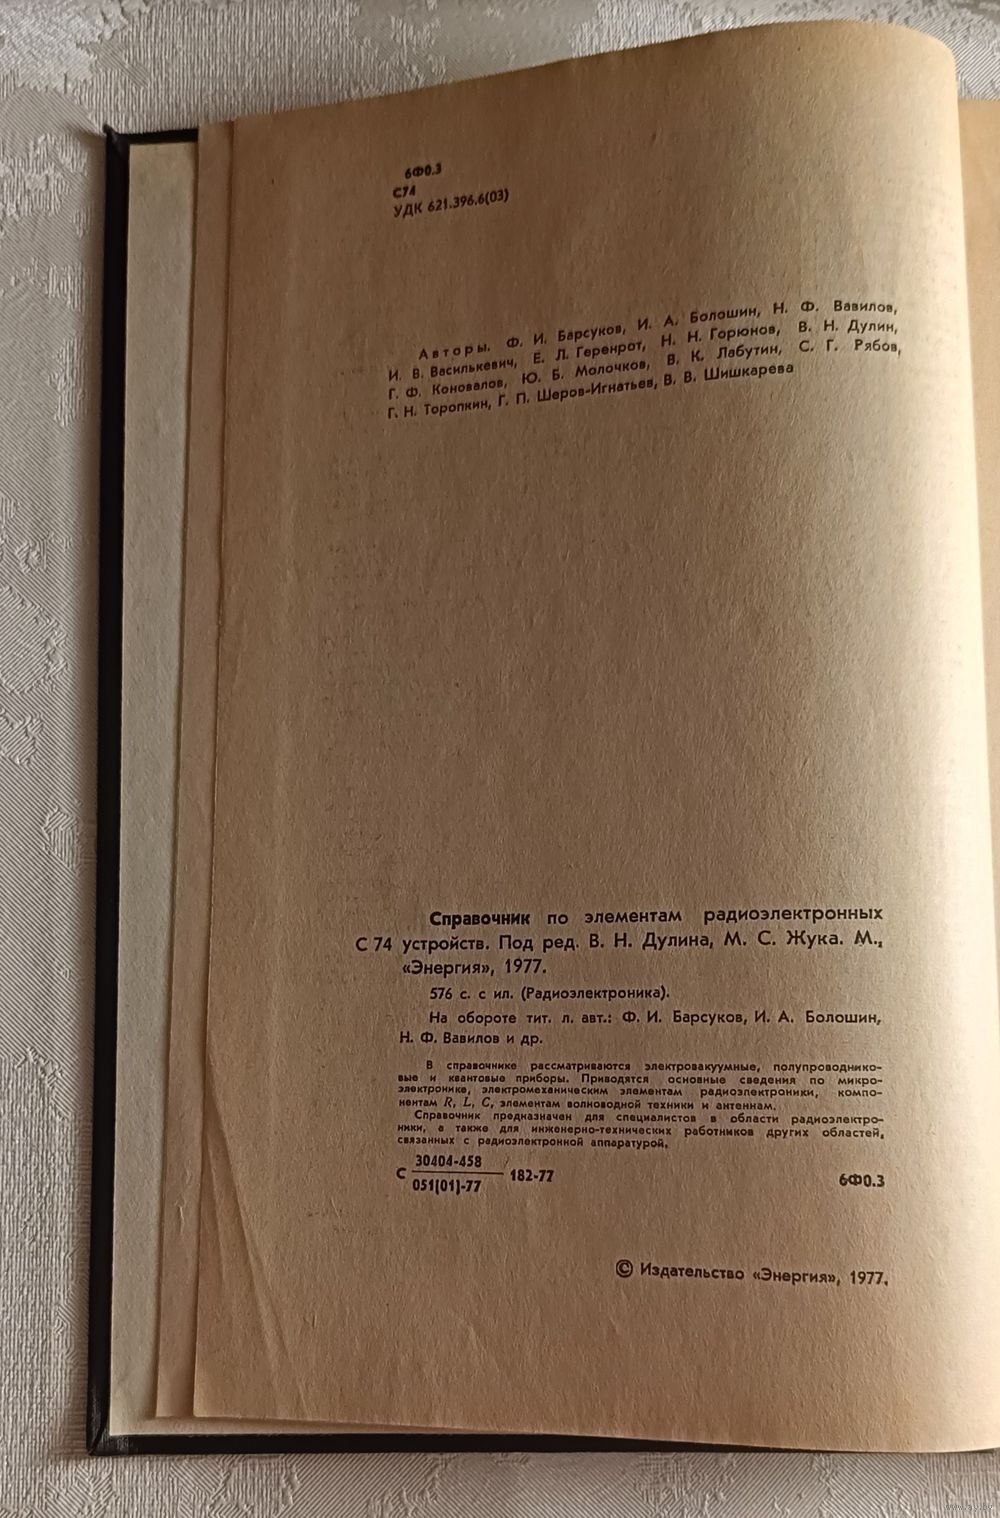 6Ф0.3
С74
УДК 621.396.6(03)
Авторы. Ф. И. Барсуков, И. А. Болошин, Н. Ф. Вавилов,
И. В. Василькевич, Е. Л. Геренрот, Н. Н. Горюнов, В. Н. Дулин,
Г. Ф. Коновалов, Ю. Б. Молочков, В. К. Лабутин, С. Г. Рябов,
Г. Н. Торопкин, Г. П. Шеров-Игнатьев, В. В. Шишкарева
Справочник по элементам радиоэлектронных
С 74 устройств. Под ред. В. Н. Дулина, М. С. Жука. М.,
«Энергия», 1977.
576 с. с ил. (Радиоэлектроника).
На обороте тит. л. авт.: Ф. И. Барсуков, И. А. Болошин,
Н. Ф. Вавилов и др.
В справочнике рассматриваются электровакуумные, полупроводнико-
вые и квантовые приборы. Приводятся основные сведения по микро-
электронике, электромеханическим элементам радиоэлектроники, компо-
нентам R, L, C, элементам волноводной техники и антеннам.
Справочник предназначен для специалистов в области радиоэлектро-
ники, а также для инженерно-технических работников других областей,
связанных с радиоэлектронной аппаратурой.
30404-458
С 182-77 6Ф0.3
051(01)-77
© Издательство «Энергия», 1977.